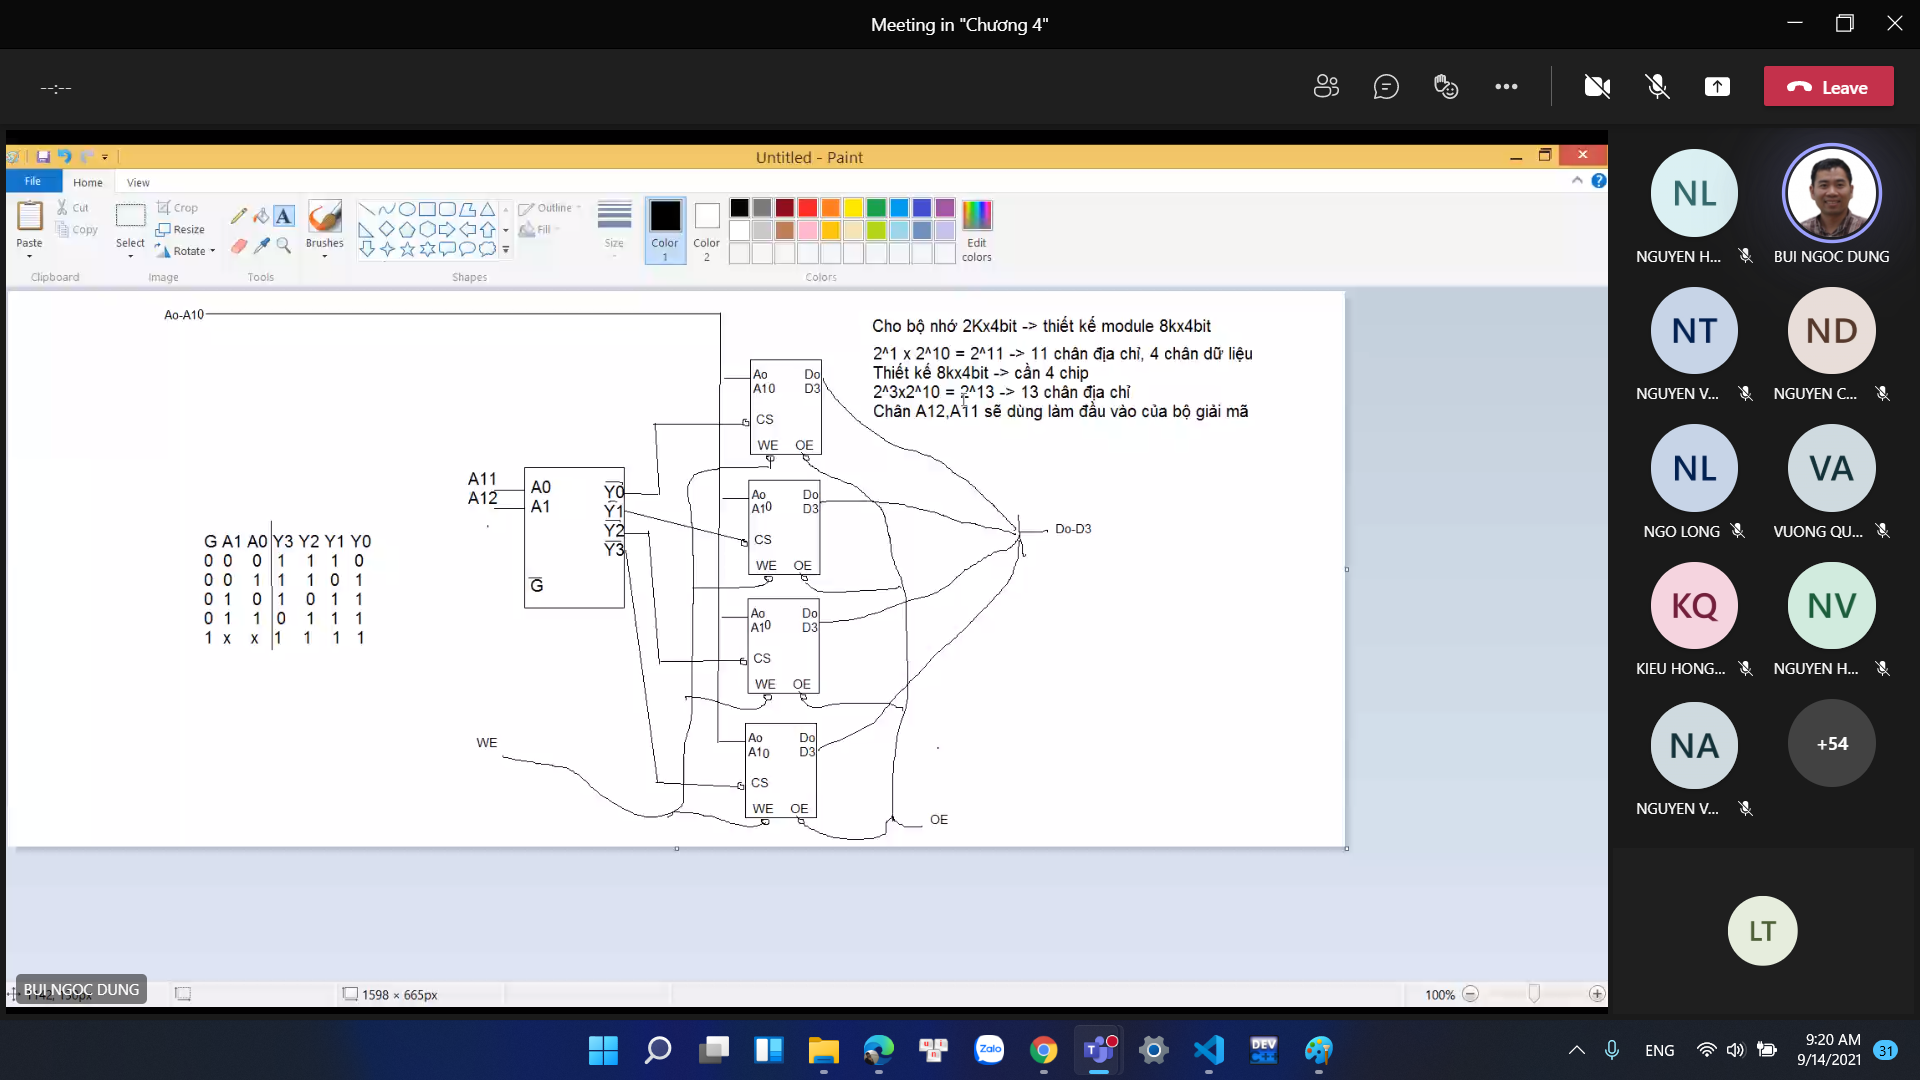 Meeting in "Chương 4"
--:--
Leave
Untitled - Paint
File Home View
Paste
Cut
Copy
Clipboard
Select
Crop
Resize
Rotate
Image
A
Tools
Brushes
Outline
Fill
Shapes
Size
Color
1
Color
2
Edit
colors
Colors
Ao-A10
Cho bộ nhớ 2Kx4bit -> thiết kế module 8kx4bit
2^1 x 2^10 = 2^11 -> 11 chân địa chỉ, 4 chân dữ liệu
Thiết kế 8kx4bit -> cần 4 chip
2^3x2^10 = 2^13 -> 13 chân địa chỉ
Chân A12,A11 sẽ dùng làm đầu vào của bộ giải mã
Ao Do
A10 D3
CS
WE OE
Ao Do
A10 D3
CS
WE OE
Ao Do
A10 D3
CS
WE OE
Ao Do
A10 D3
CS
WE OE
A11
A12
A0
A1
Y0
Y1
Y2
Y3
G
Do-D3
G A1 A0 Y3 Y2 Y1 Y0
0 0 0 1 1 1 0
0 0 1 1 1 0 1
0 1 0 1 0 1 1
0 1 1 0 1 1 1
1 x x 1 1 1 1
WE
OE
BUI NGOC DUNG
1598 × 665px
100%
NL
NGUYEN H...
BUI NGOC DUNG
NT
NGUYEN V...
ND
NGUYEN C...
NL
NGO LONG
VA
VUONG QU...
KQ
KIEU HONG...
NV
NGUYEN H...
NA
NGUYEN V...
+54
LT
Zalo
DEV
C++
ENG
9:20 AM
9/14/2021
31